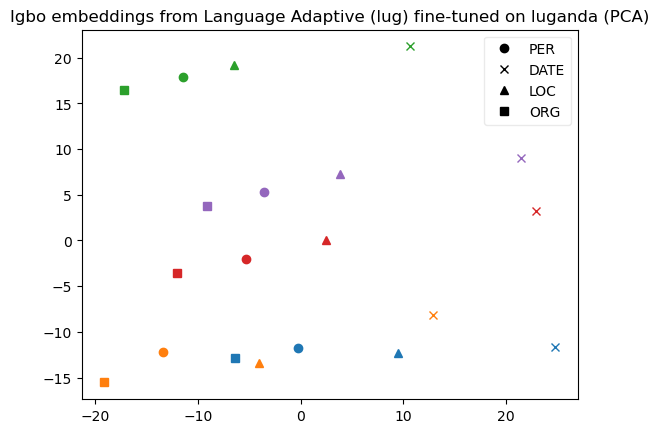 Igbo embeddings from Language Adaptive (lug) fine-tuned on luganda (PCA)
PER
DATE
LOC
ORG
20
15
10
5
0
−5
−10
−15
−20
−10
0
10
20